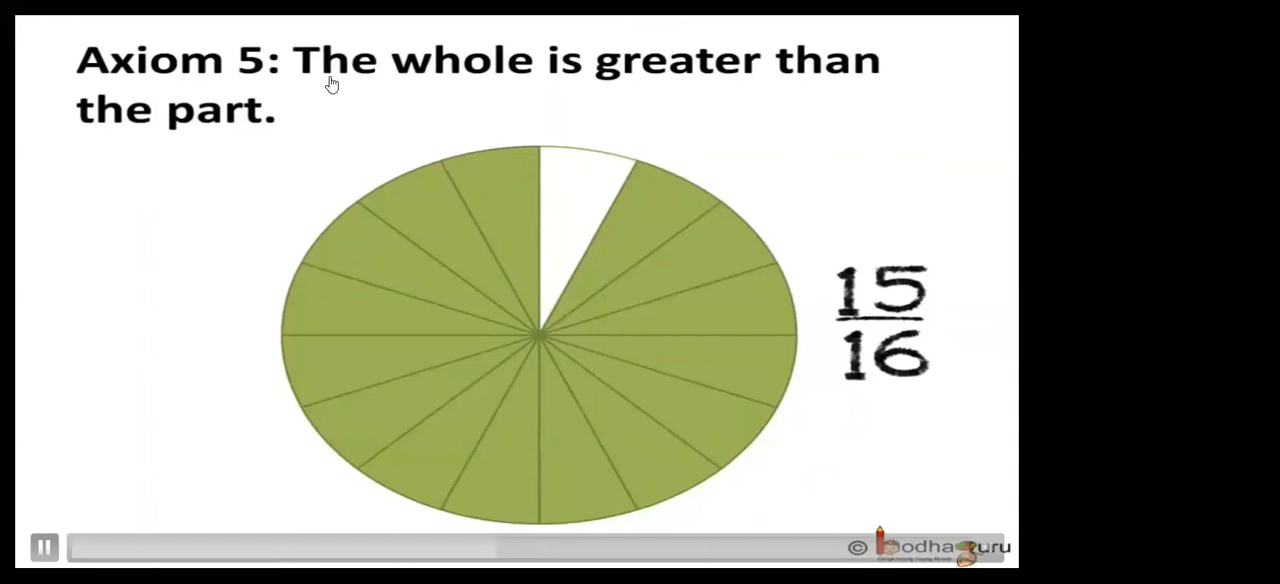 Axiom 5: The whole is greater than
the part.
15
16
© bodhaguru